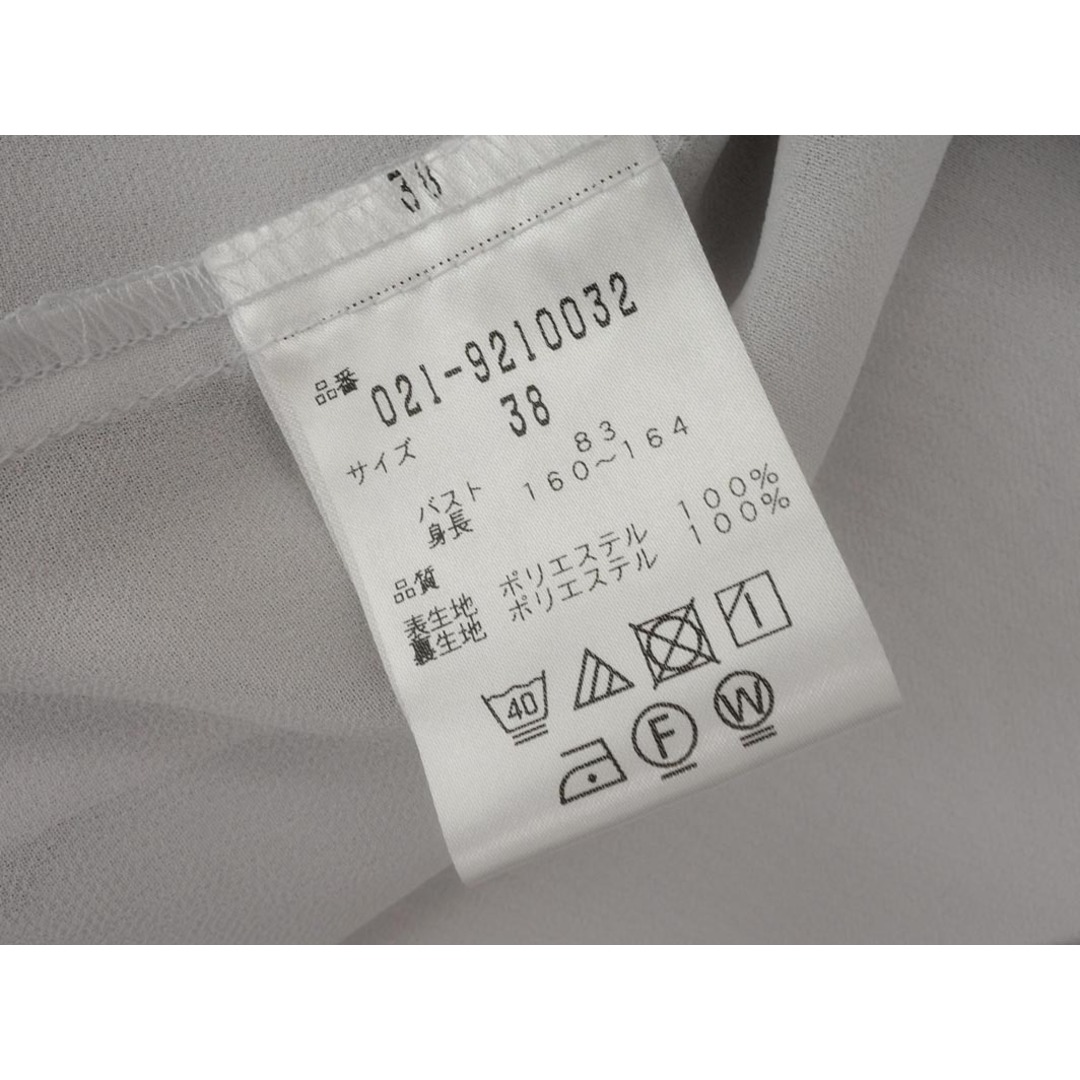 38
品番 021-9210032
サイズ 38
バスト 83
身長 160～164
品質
表生地 ポリエステル 100%
裏生地 ポリエステル 100%
40
F W